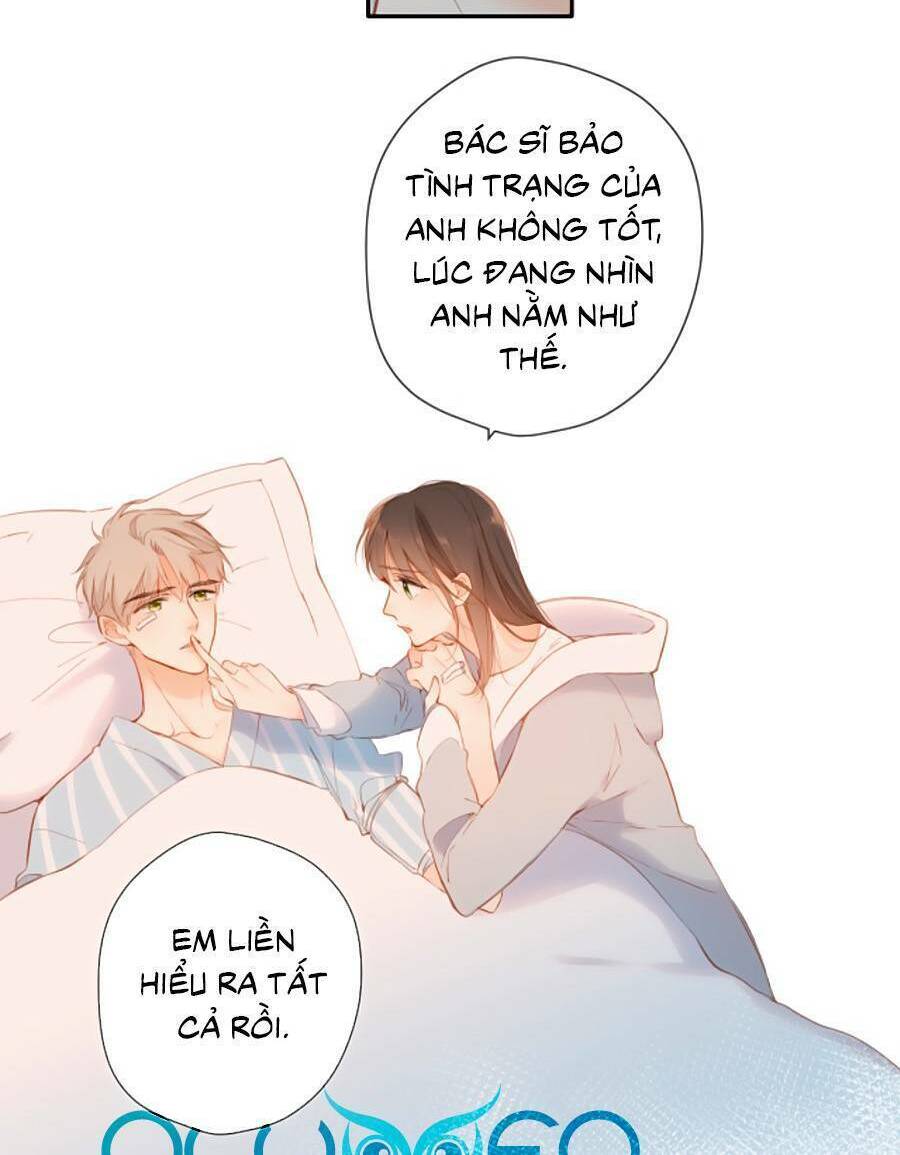 BÁC SĨ BẢO
TÌNH TRẠNG CỦA
ANH KHÔNG TỐT,
LÚC ĐANG NHÌN
ANH NẰM NHƯ
THẾ.
EM LIỀN
HIỂU RA TẤT
CẢ RỒI.